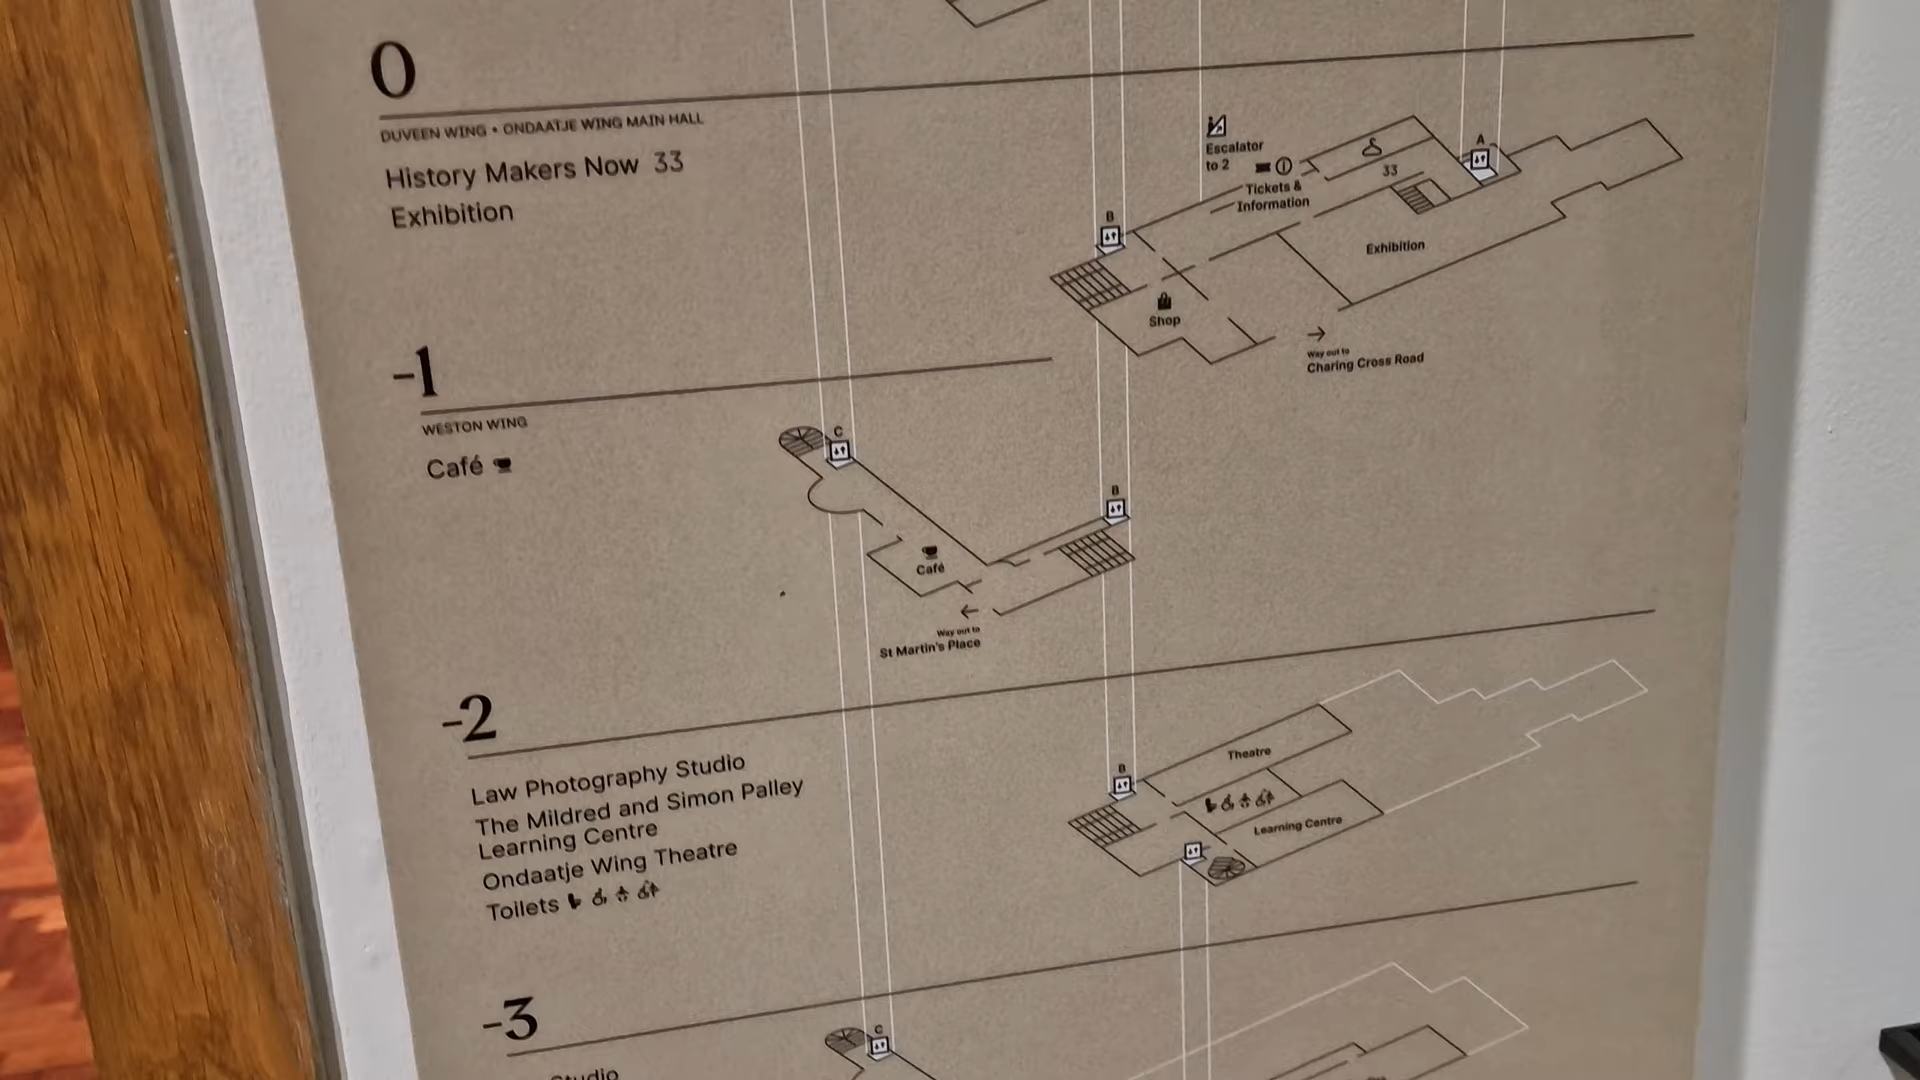 0
DUVEEN WING • ONDAATJE WING MAIN HALL
History Makers Now 33
Exhibition
Escalator
to 2
Tickets &
Information
33
A
B
Exhibition
Shop
Way out to
Charing Cross Road
-1
WESTON WING
Café
C
B
Café
Way out to
St Martin's Place
-2
Law Photography Studio
The Mildred and Simon Palley
Learning Centre
Ondaatje Wing Theatre
Toilets
B
Theatre
Learning Centre
-3
C
Studio